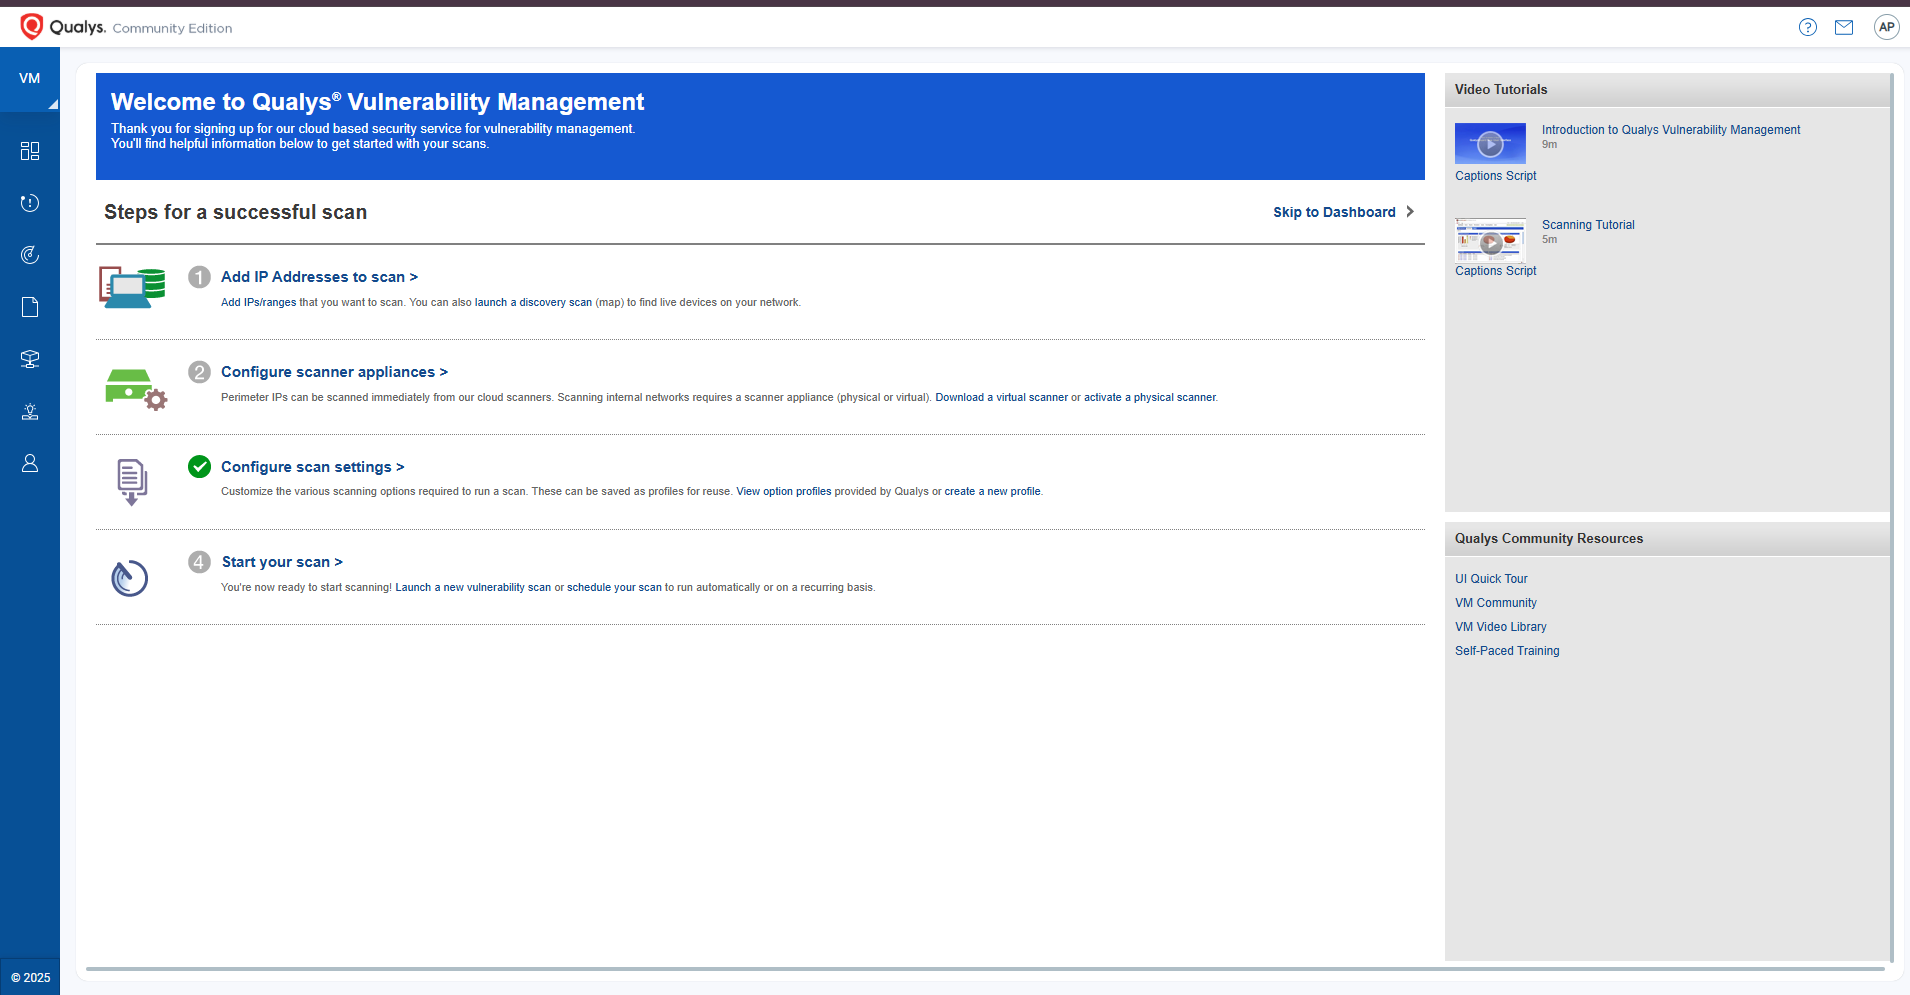 Qualys. Community Edition
AP
VM
Welcome to Qualys® Vulnerability Management
Thank you for signing up for our cloud based security service for vulnerability management.
You'll find helpful information below to get started with your scans.
Steps for a successful scan
Skip to Dashboard
1 Add IP Addresses to scan >
Add IPs/ranges that you want to scan. You can also launch a discovery scan (map) to find live devices on your network.
2 Configure scanner appliances >
Perimeter IPs can be scanned immediately from our cloud scanners. Scanning internal networks requires a scanner appliance (physical or virtual). Download a virtual scanner or activate a physical scanner.
Configure scan settings >
Customize the various scanning options required to run a scan. These can be saved as profiles for reuse. View option profiles provided by Qualys or create a new profile.
4 Start your scan >
You're now ready to start scanning! Launch a new vulnerability scan or schedule your scan to run automatically or on a recurring basis.
Video Tutorials
Introduction to Qualys Vulnerability Management
9m
Captions Script
Scanning Tutorial
5m
Captions Script
Qualys Community Resources
UI Quick Tour
VM Community
VM Video Library
Self-Paced Training
© 2025